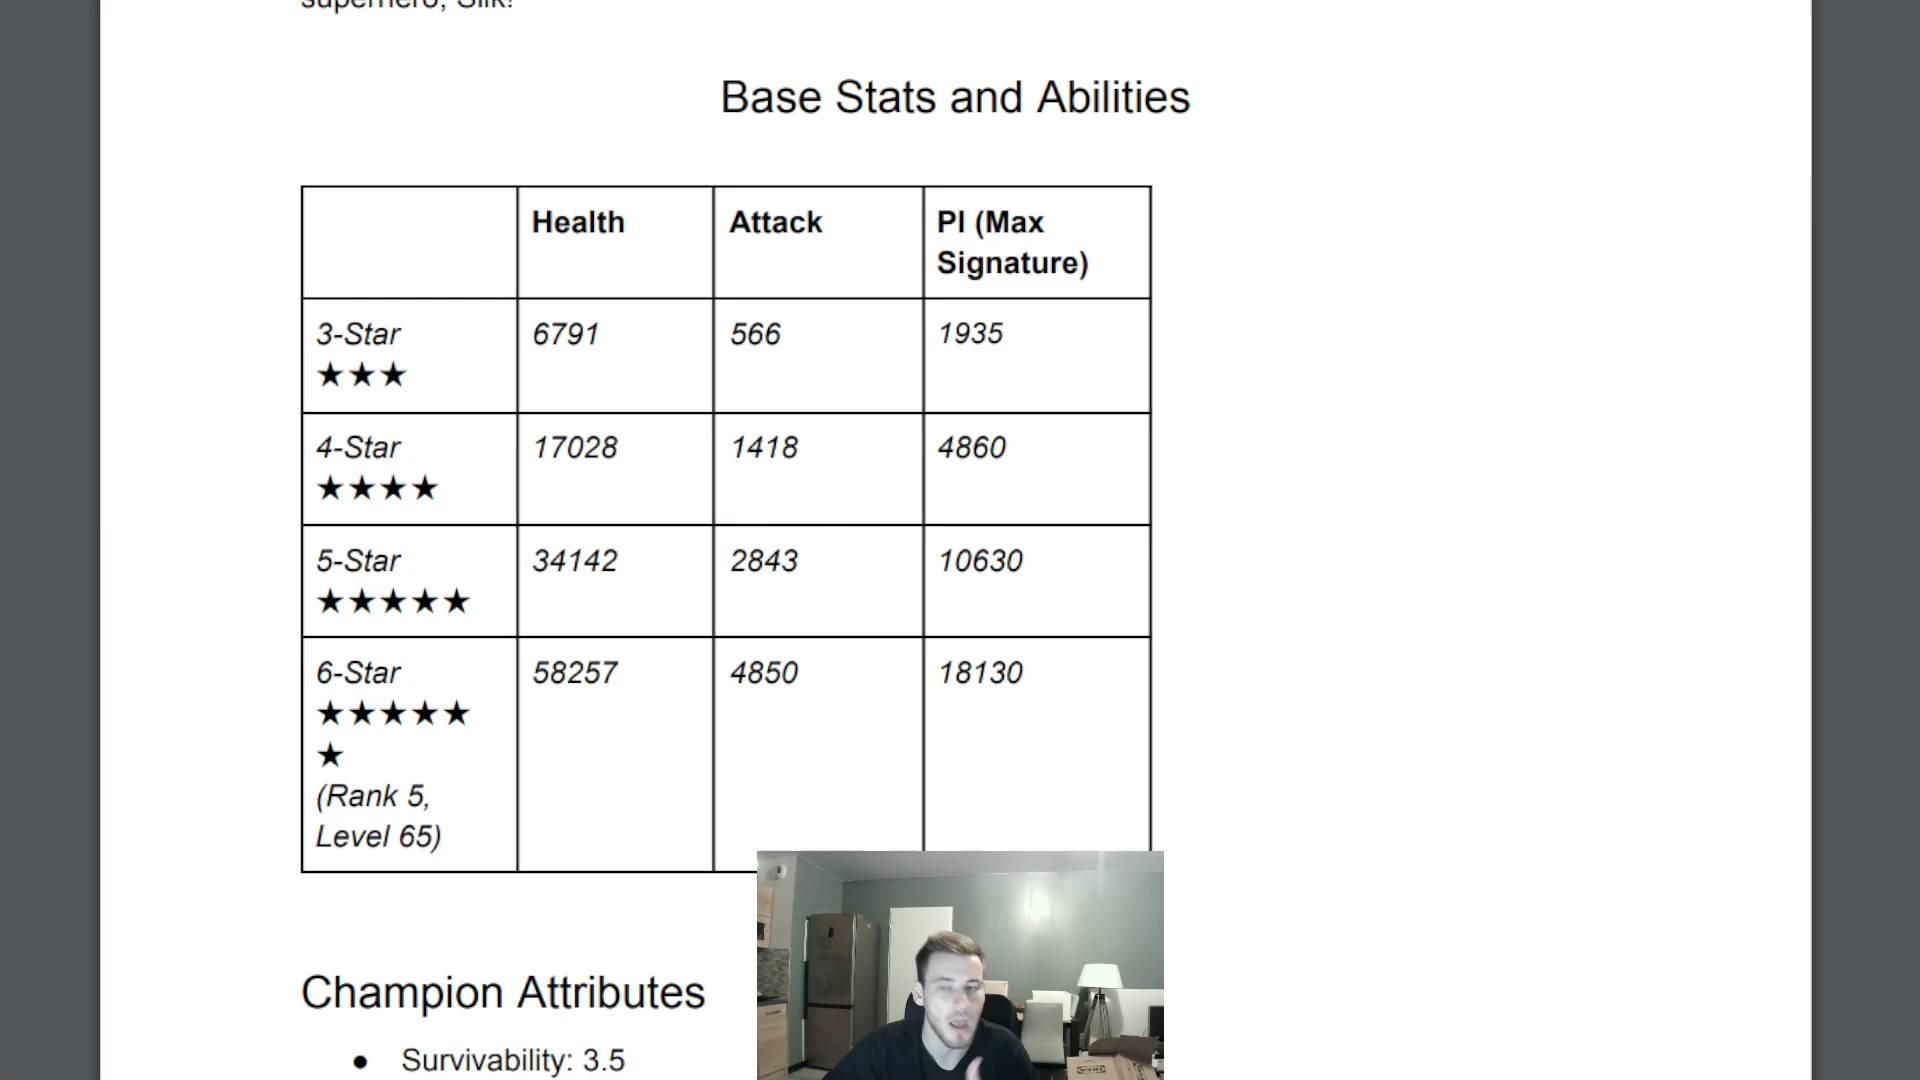 superhero, Silk!
Base Stats and Abilities
Health Attack PI (Max
Signature)
3-Star 6791 566 1935
★★★
4-Star 17028 1418 4860
★★★★
5-Star 34142 2843 10630
★★★★★
6-Star 58257 4850 18130
★★★★★
★
(Rank 5,
Level 65)
Champion Attributes
● Survivability: 3.5